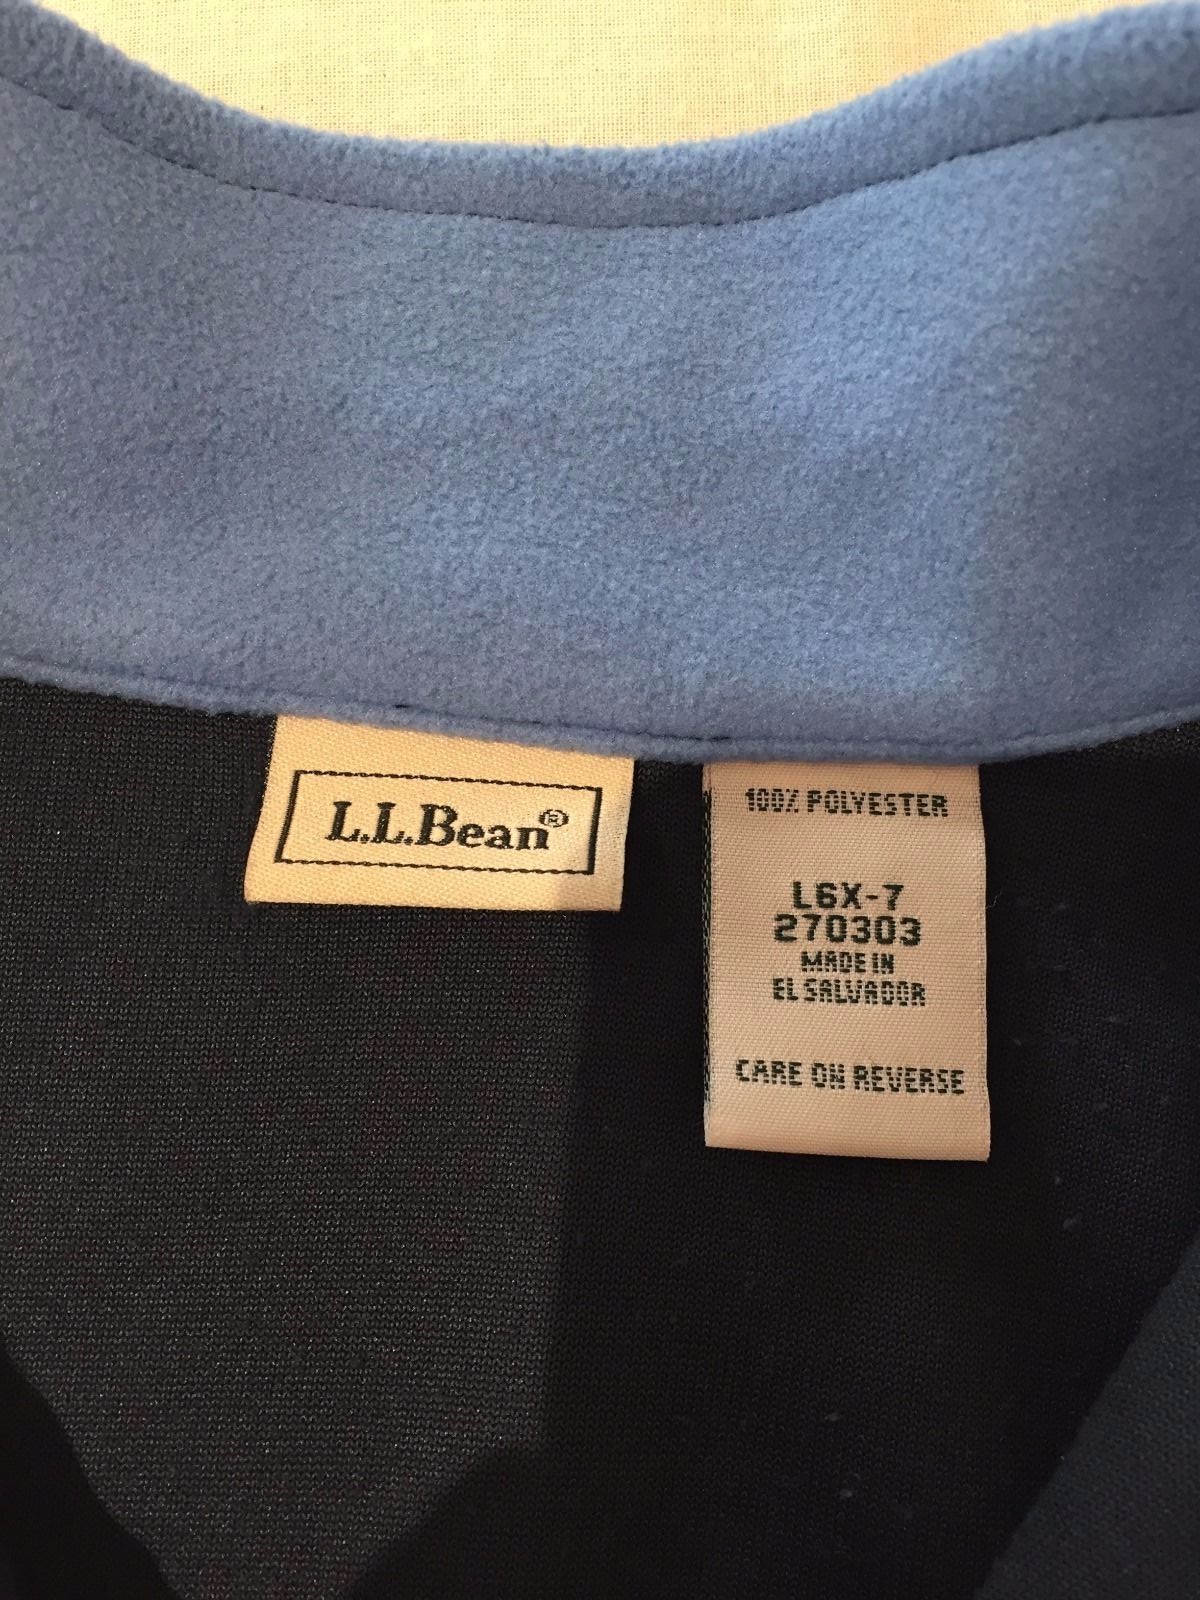 L.L.Bean®
100% POLYESTER
L6X-7
270303
MADE IN
EL SALVADOR
CARE ON REVERSE